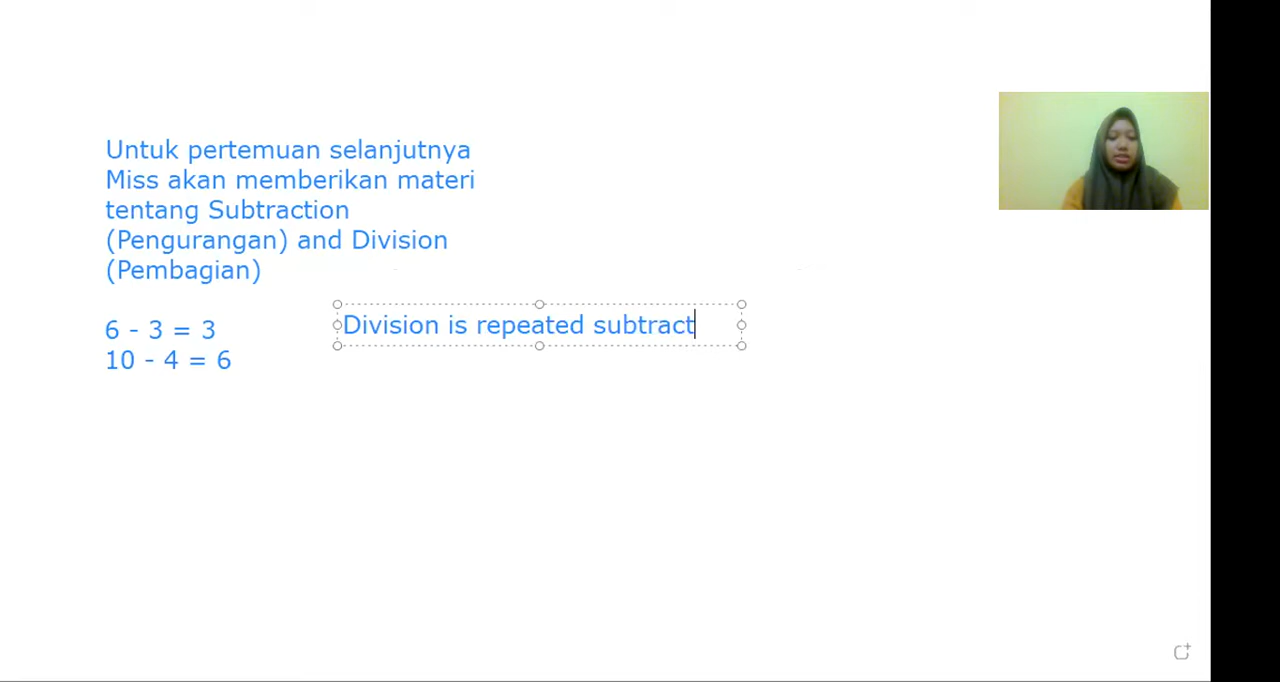 Untuk pertemuan selanjutnya
Miss akan memberikan materi
tentang Subtraction
(Pengurangan) and Division
(Pembagian)
6 - 3 = 3
10 - 4 = 6
Division is repeated subtract